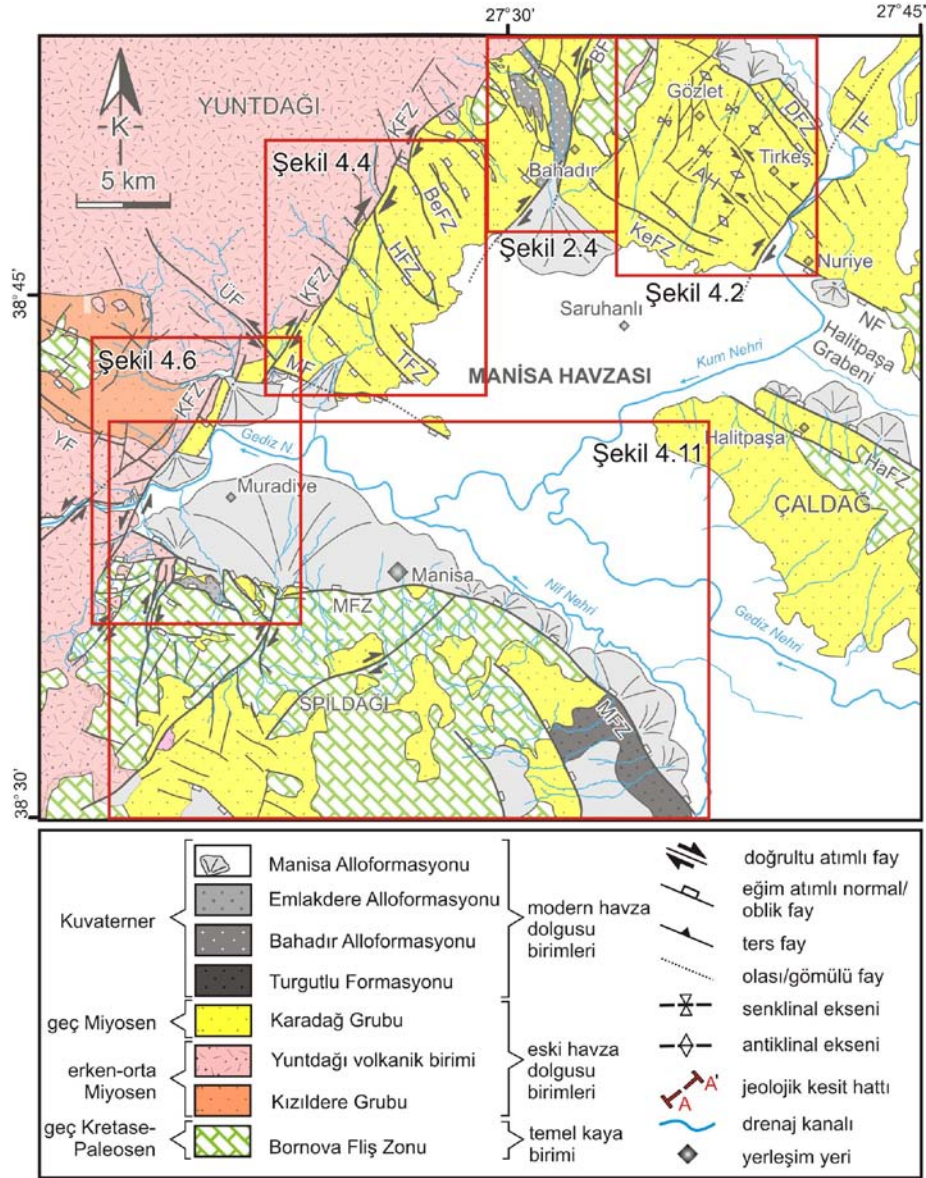 27°30'
27°45'
YUNTDAĞI
K
5 km
KFZ
BF
Gözlet
DFZ
TF
Şekil 4.4
Bahadır
Tirkeş
AH
BeFZ
HFZ
KeFZ
Şekil 2.4
Nuriye
38°45'
ÜF
KFZ
Şekil 4.2
Saruhanlı
NF
Halitpaşa
Grabeni
Şekil 4.6
MF
TFZ
MANİSA HAVZASI
Kum Nehri
KFZ
YF
Gediz N.
Şekil 4.11
Halitpaşa
HaFZ
Muradiye
ÇALDAĞ
Manisa
MFZ
Nif Nehri
Gediz Nehri
SPİLDAĞI
MFZ
38°30'
Kuvaterner
Manisa Alloformasyonu
Emlakdere Alloformasyonu
Bahadır Alloformasyonu
Turgutlu Formasyonu
modern havza
dolgusu
birimleri
geç Miyosen
Karadağ Grubu
erken-orta
Miyosen
Yuntdağı volkanik birimi
Kızıldere Grubu
eski havza
dolgusu
birimleri
geç Kretase-
Paleosen
Bornova Fliş Zonu
temel kaya
birimi
doğrultu atımlı fay
eğim atımlı normal/
oblik fay
ters fay
olası/gömülü fay
senklinal ekseni
antiklinal ekseni
A A'
jeolojik kesit hattı
drenaj kanalı
yerleşim yeri